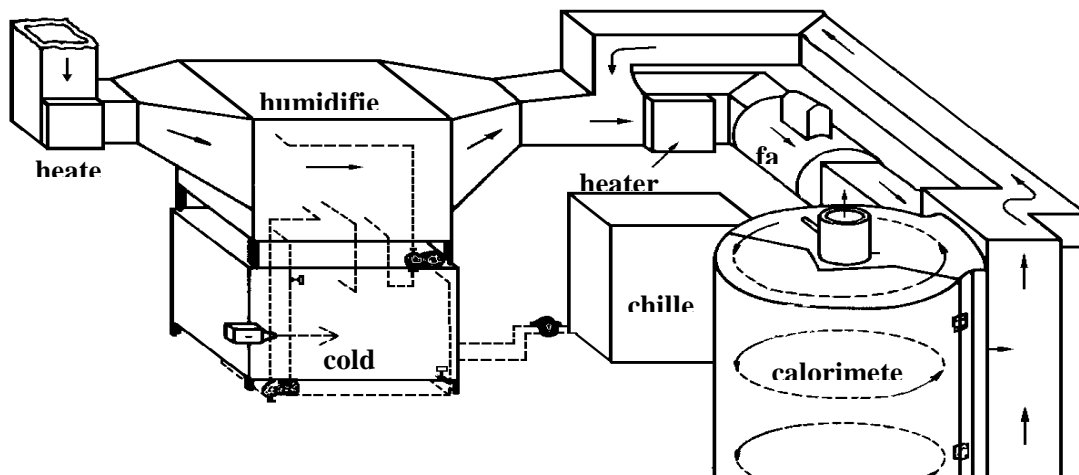 humidifie
heate
heater
fa
chille
cold
calorimete